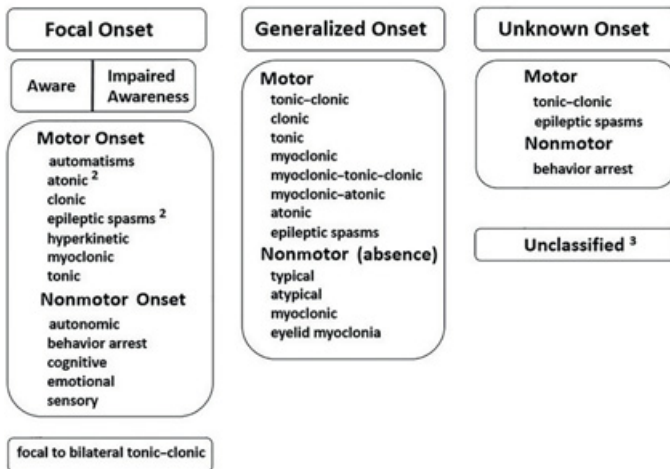 Focal Onset
Aware
Impaired
Awareness
Motor Onset
automatisms
atonic ²
clonic
epileptic spasms ²
hyperkinetic
myoclonic
tonic
Nonmotor Onset
autonomic
behavior arrest
cognitive
emotional
sensory
focal to bilateral tonic–clonic
Generalized Onset
Motor
tonic–clonic
clonic
tonic
myoclonic
myoclonic–tonic–clonic
myoclonic–atonic
atonic
epileptic spasms
Nonmotor (absence)
typical
atypical
myoclonic
eyelid myoclonia
Unknown Onset
Motor
tonic–clonic
epileptic spasms
Nonmotor
behavior arrest
Unclassified ³